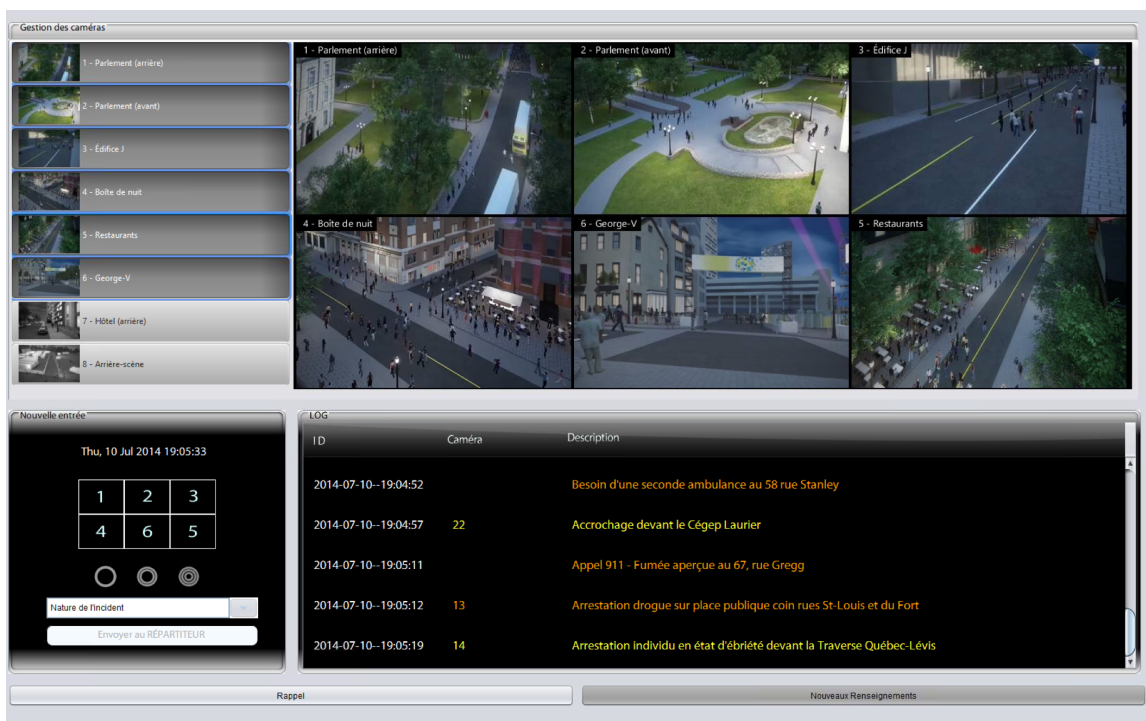 Gestion des caméras
1 - Parlement (arrière)
2 - Parlement (avant)
3 - Édifice J
4 - Boîte de nuit
5 - Restaurants
6 - George-V
7 - Hôtel (arrière)
8 - Arrière-scène
1 - Parlement (arrière)
2 - Parlement (avant)
3 - Édifice J
4 - Boîte de nuit
6 - George-V
5 - Restaurants
Nouvelle entrée
Thu, 10 Jul 2014 19:05:33
1 2 3
4 6 5
Nature de l'incident
Envoyer au RÉPARTITEUR
LOG
ID Caméra Description
2014-07-10--19:04:52 Besoin d'une seconde ambulance au 58 rue Stanley
2014-07-10--19:04:57 22 Accrochage devant le Cégep Laurier
2014-07-10--19:05:11 Appel 911 - Fumée aperçue au 67, rue Gregg
2014-07-10--19:05:12 13 Arrestation drogue sur place publique coin rues St-Louis et du Fort
2014-07-10--19:05:19 14 Arrestation individu en état d'ébriété devant la Traverse Québec-Lévis
Rappel
Nouveaux Renseignements